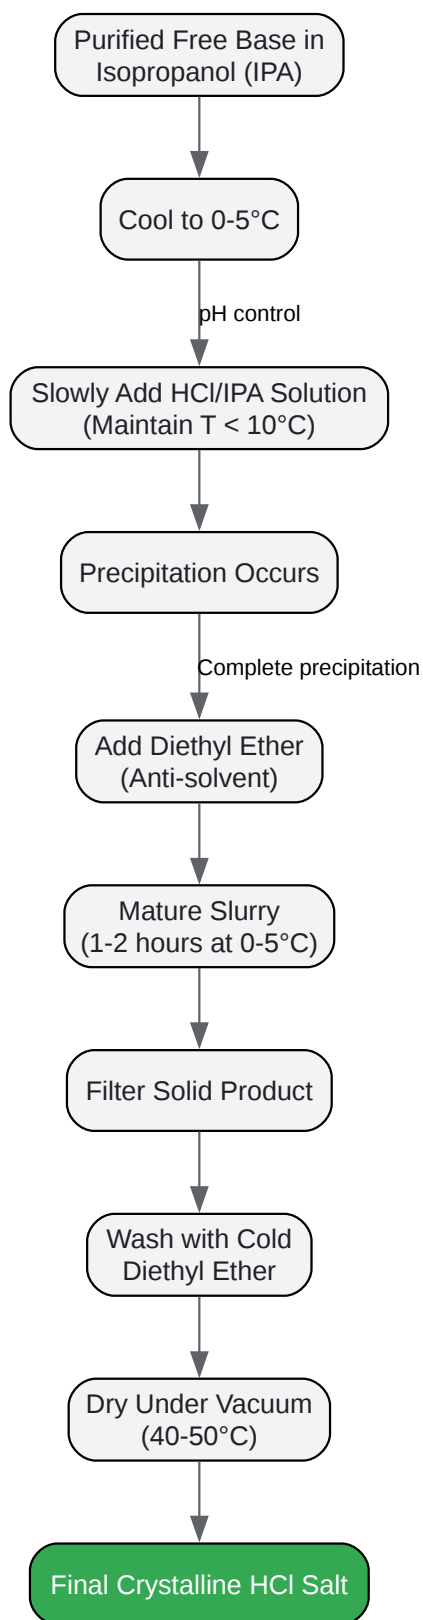 Purified Free Base in
Isopropanol (IPA)
Cool to 0-5°C
pH control
Slowly Add HCl/IPA Solution
(Maintain T < 10°C)
Precipitation Occurs
Complete precipitation
Add Diethyl Ether
(Anti-solvent)
Mature Slurry
(1-2 hours at 0-5°C)
Filter Solid Product
Wash with Cold
Diethyl Ether
Dry Under Vacuum
(40-50°C)
Final Crystalline HCl Salt